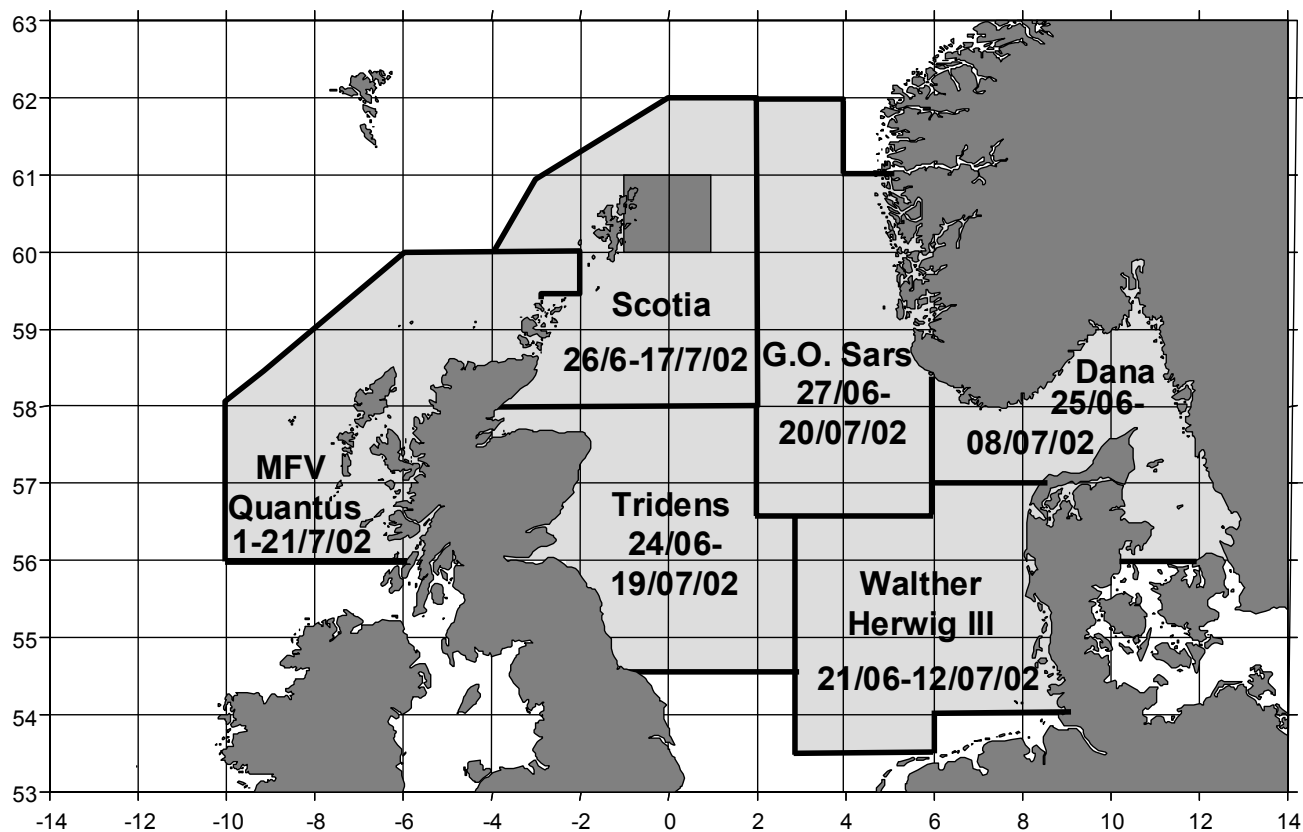 63
62
61
60
59
58
57
56
55
54
53
Scotia
26/6-17/7/02
G.O. Sars
27/06-
20/07/02
Dana
25/06-
08/07/02
MFV
Quantus
1-21/7/02
Tridens
24/06-
19/07/02
Walther
Herwig III
21/06-12/07/02
-14 -12 -10 -8 -6 -4 -2 0 2 4 6 8 10 12 14